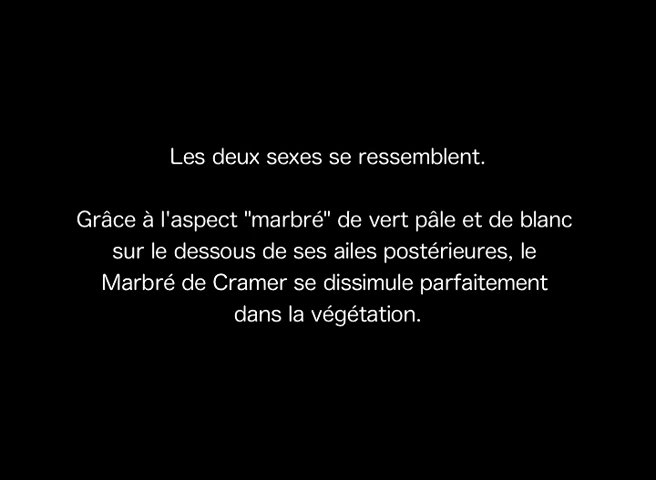 Les deux sexes se ressemblent.
Grâce à l'aspect "marbré" de vert pâle et de blanc
sur le dessous de ses ailes postérieures, le
Marbré de Cramer se dissimule parfaitement
dans la végétation.